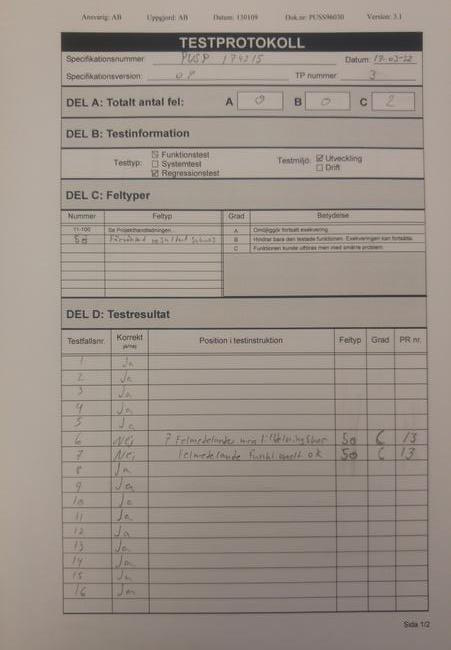 Ansvarig: AB Uppgjord: AB Datum: 130109 Dok.nr: PUSS96030 Version: 3.1
TESTPROTOKOLL
Specifikationsnummer PUSP 174215 Datum: 17-03-22
Specifikationsversion: 0.9 TP nummer 3
DEL A: Totalt antal fel: A 0 B 0 C 2
DEL B: Testinformation
Testtyp: Funktionstest Testmiljö: Utveckling
Systemtest Drift
Regressionstest
DEL C: Feltyper
Nummer Feltyp Grad Betydelse
11-100 Se Projekthandledningen... A Omöjliggör fortsatt exekvering
50 Förväntad resultat B Hindrar bara den testade funktionen. Exekveringen kan fortsätta.
C Funktionen kunde utföras men med smärre problem.
DEL D: Testresultat
Testfallsnr. Korrekt Position i testinstruktion Feltyp Grad PR nr.
ja/nej
1 Ja
2 Ja
3 Ja
4 Ja
5 Ja
6 Nej 7 Felmedelandet men 50 C 13
7 Nej Felmedelande funktionellt ok 50 C 13
8 Ja
9 Ja
10 Ja
11 Ja
12 Ja
13 Ja
14 Ja
15 Ja
16 Ja
Sida 1/2